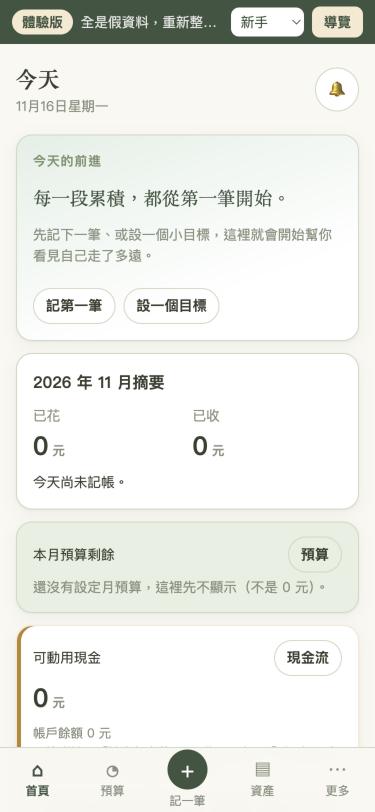 體驗版
全是假資料，重新整…
新手
導覽
今天
11月16日星期一
今天的前進
每一段累積，都從第一筆開始。
先記下一筆、或設一個小目標，這裡就會開始幫你
看見自己走了多遠。
記第一筆
設一個目標
2026 年 11 月摘要
已花
已收
0 元
0 元
今天尚未記帳。
本月預算剩餘
預算
還沒有設定月預算，這裡先不顯示（不是 0 元）。
可動用現金
現金流
0 元
帳戶餘額 0 元
首頁
預算
記一筆
資產
更多